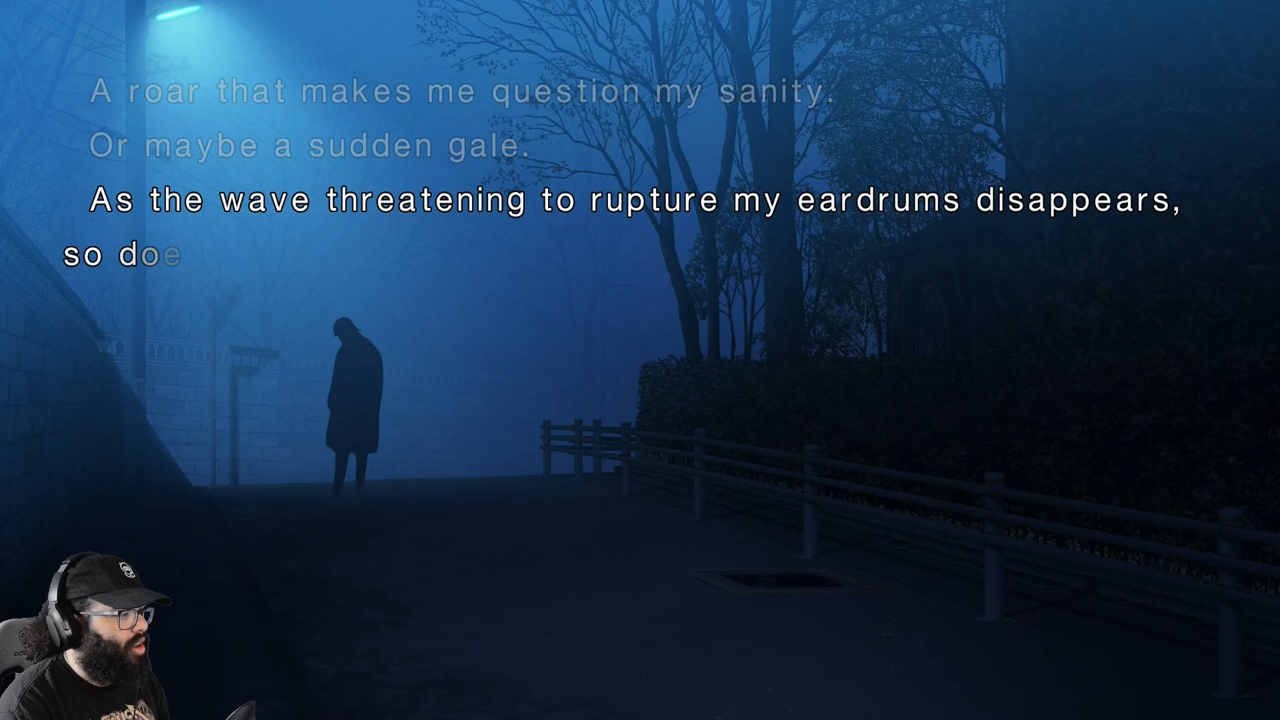 A roar that makes me question my sanity.
Or maybe a sudden gale.
As the wave threatening to rupture my eardrums disappears,
so doe